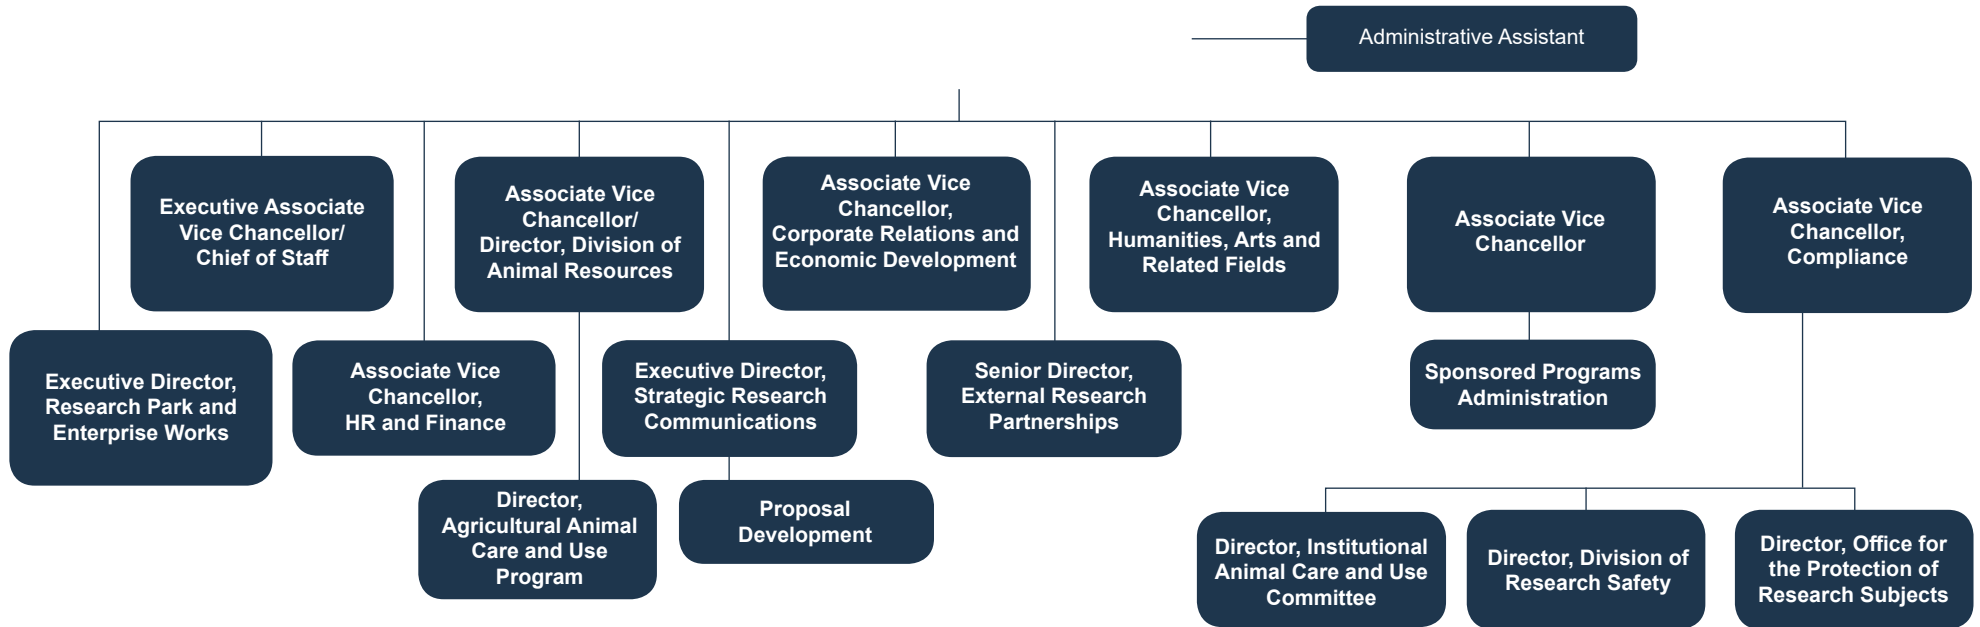 Administrative Assistant
Executive Associate
Vice Chancellor/
Chief of Staff
Associate Vice
Chancellor/
Director, Division of
Animal Resources
Associate Vice
Chancellor,
Corporate Relations and
Economic Development
Associate Vice
Chancellor,
Humanities, Arts and
Related Fields
Associate Vice
Chancellor
Associate Vice
Chancellor,
Compliance
Executive Director,
Research Park and
Enterprise Works
Associate Vice
Chancellor,
HR and Finance
Executive Director,
Strategic Research
Communications
Senior Director,
External Research
Partnerships
Sponsored Programs
Administration
Director,
Agricultural Animal
Care and Use
Program
Proposal
Development
Director, Institutional
Animal Care and Use
Committee
Director, Division of
Research Safety
Director, Office for
the Protection of
Research Subjects